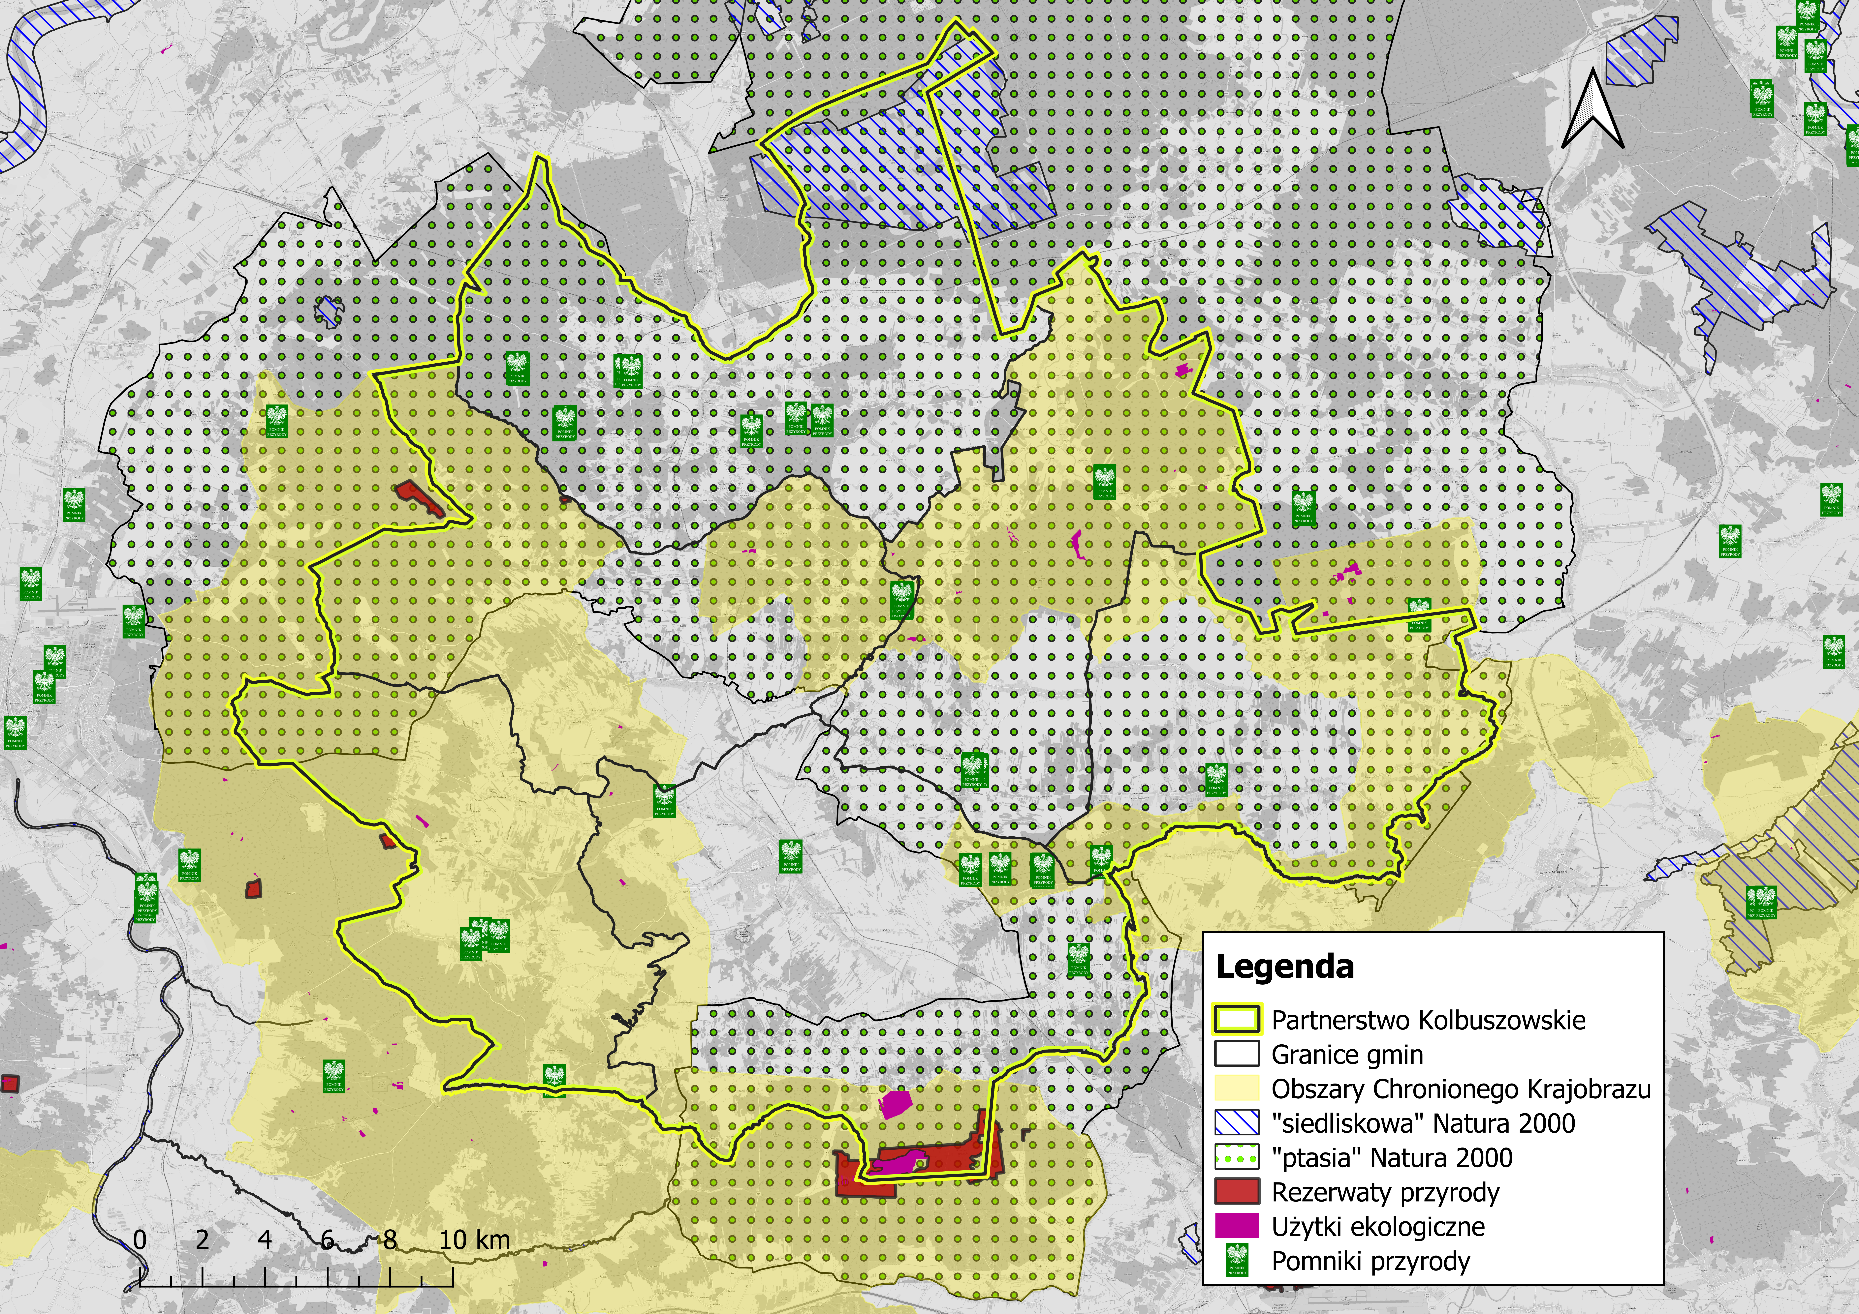 Legenda
Partnerstwo Kolbuszowskie
Granice gmin
Obszary Chronionego Krajobrazu
"siedliskowa" Natura 2000
"ptasia" Natura 2000
Rezerwaty przyrody
Użytki ekologiczne
Pomniki przyrody
0 2 4 6 8 10 km